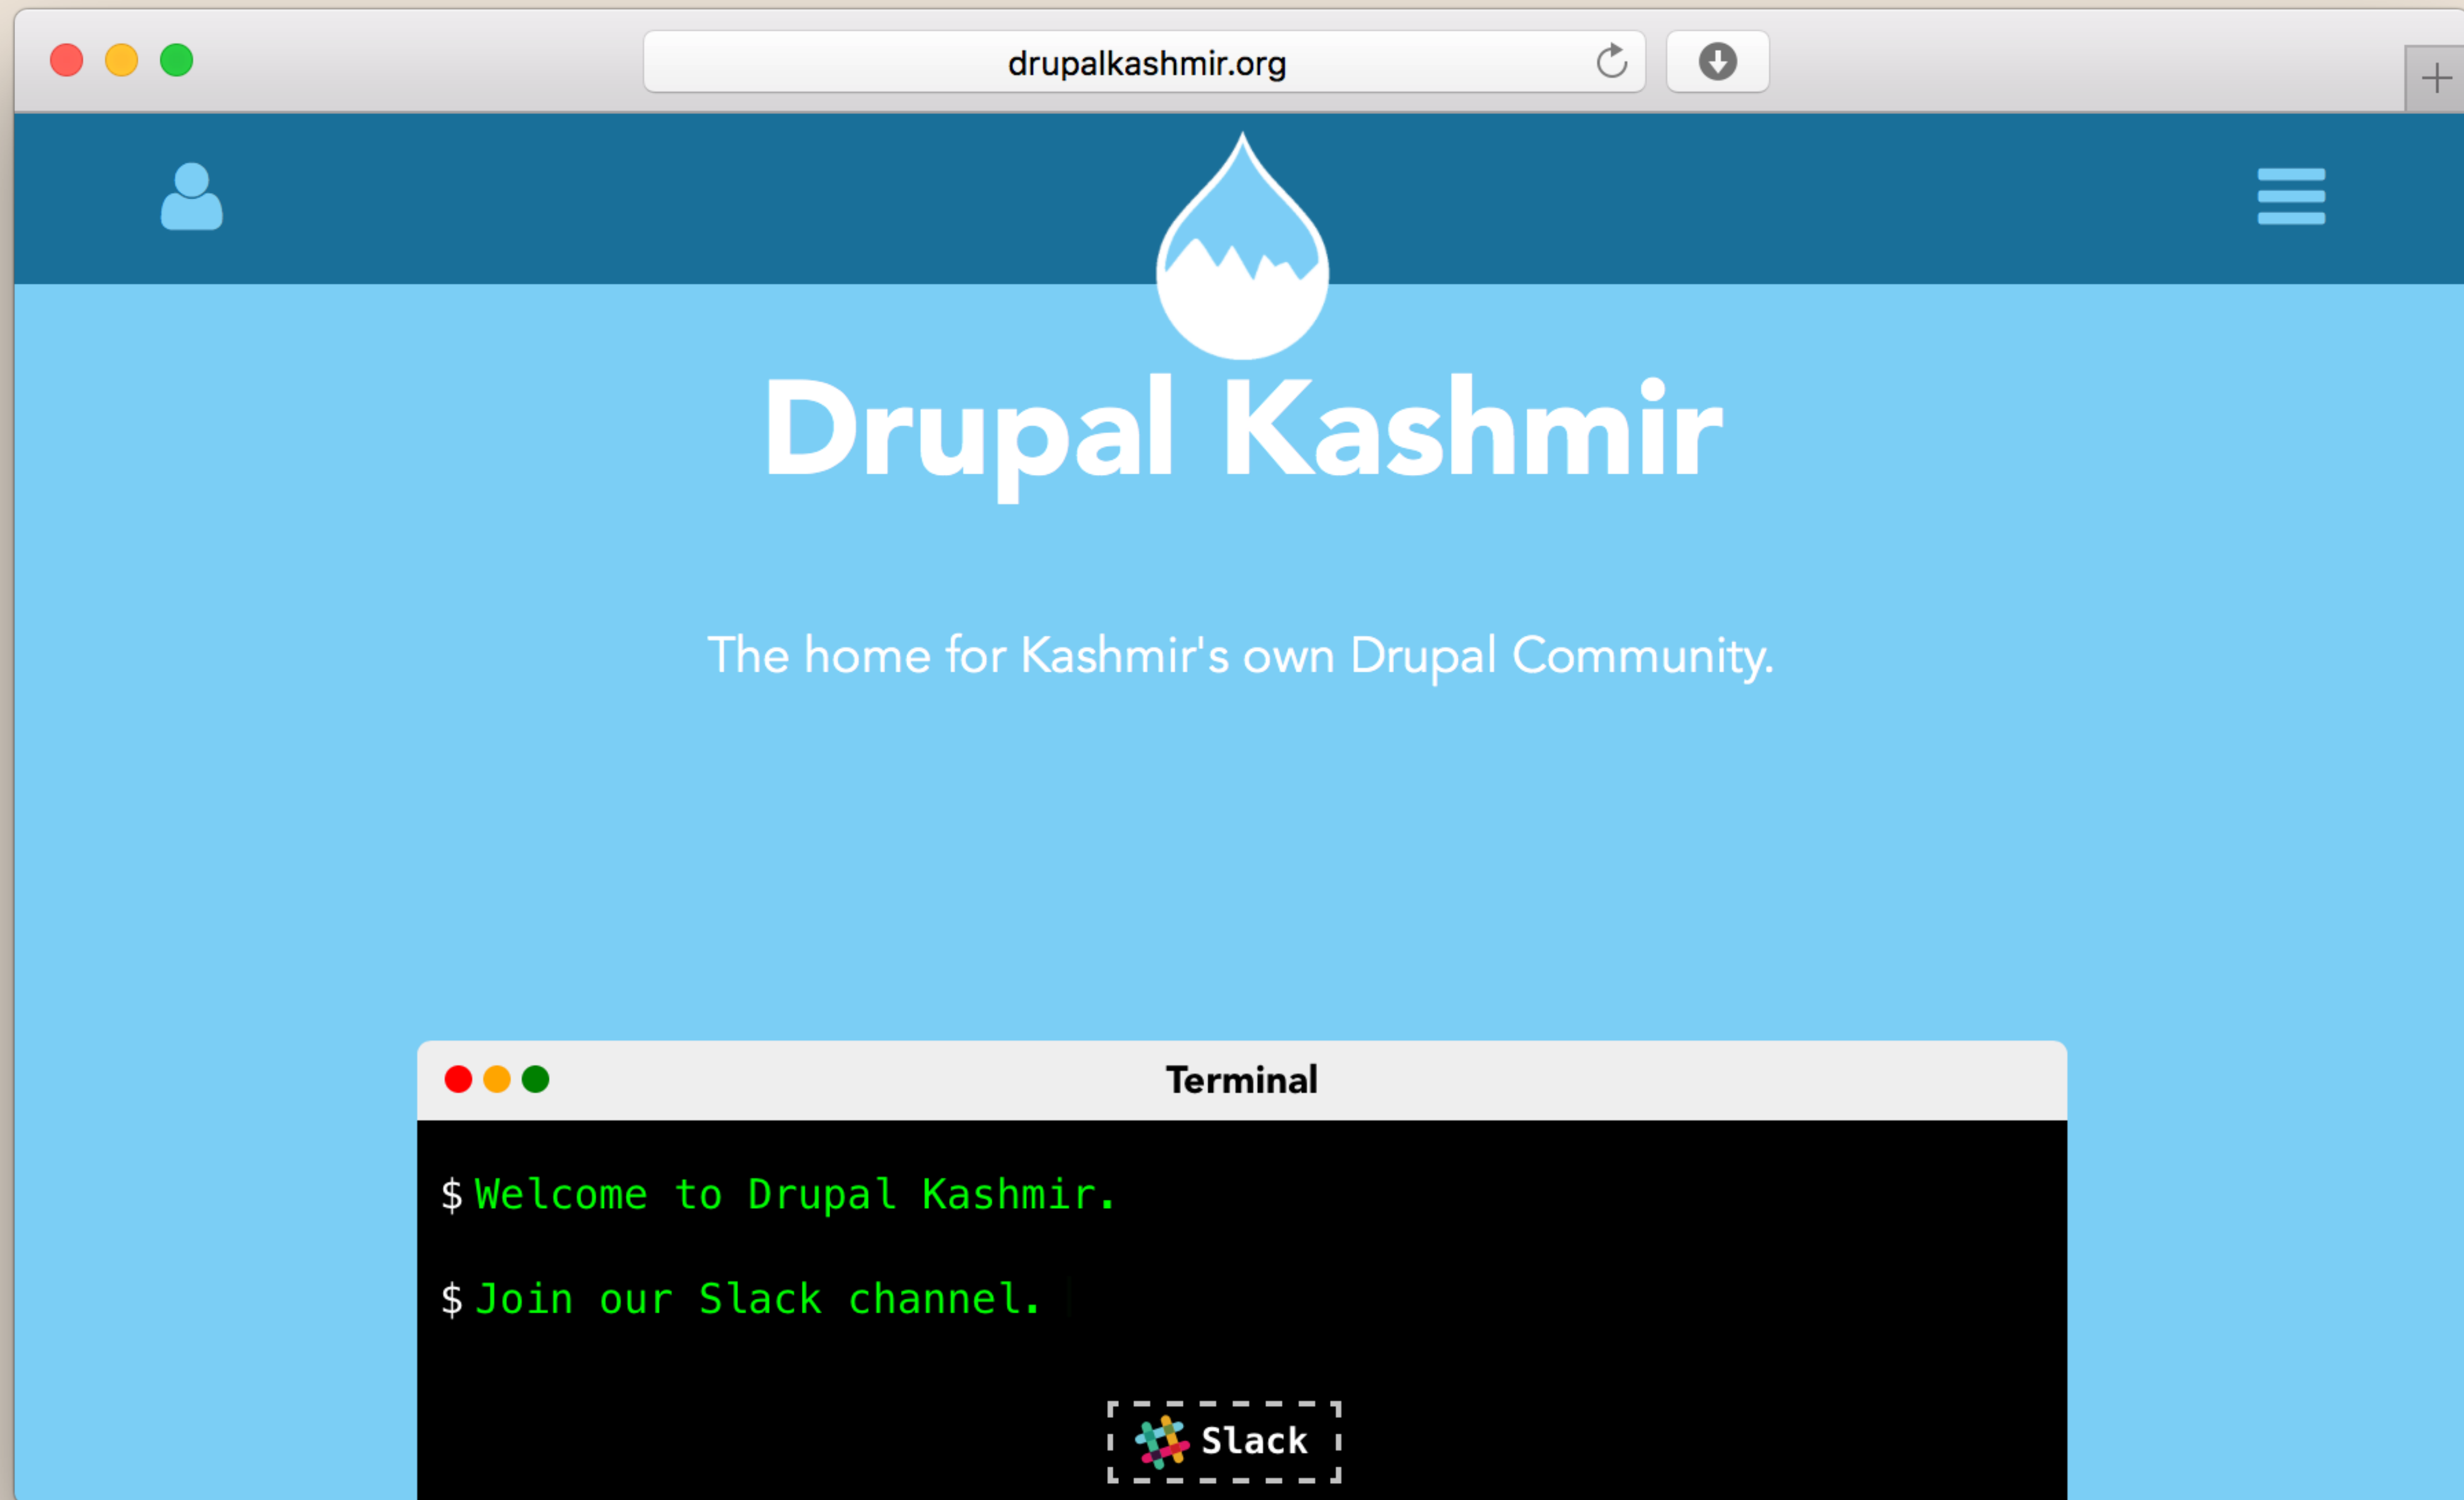 drupalkashmir.org
Drupal Kashmir
The home for Kashmir's own Drupal Community.
Terminal
$ Welcome to Drupal Kashmir.
$ Join our Slack channel.
Slack